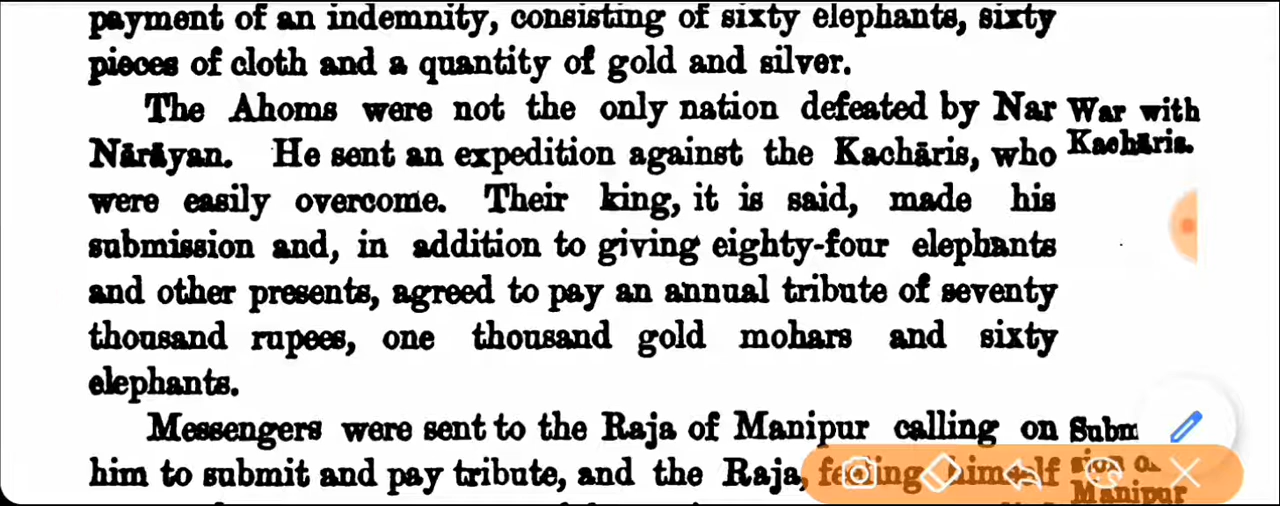 payment of an indemnity, consisting of sixty elephants, sixty
pieces of cloth and a quantity of gold and silver.
The Ahoms were not the only nation defeated by Nar
Nārāyan. He sent an expedition against the Kachāris, who
were easily overcome. Their king, it is said, made his
submission and, in addition to giving eighty-four elephants
and other presents, agreed to pay an annual tribute of seventy
thousand rupees, one thousand gold mohars and sixty
elephants.
War with
Kachāris.
Messengers were sent to the Raja of Manipur calling on
him to submit and pay tribute, and the Raja, feeling himself
Subm
Manipur